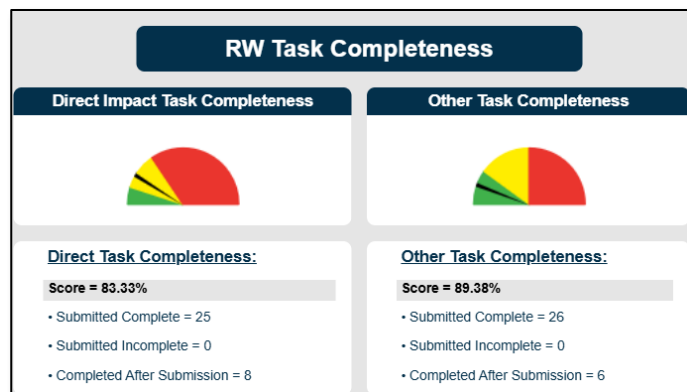 RW Task Completeness
Direct Impact Task Completeness
Other Task Completeness
Direct Task Completeness:
Score = 83.33%
• Submitted Complete = 25
• Submitted Incomplete = 0
• Completed After Submission = 8
Other Task Completeness:
Score = 89.38%
• Submitted Complete = 26
• Submitted Incomplete = 0
• Completed After Submission = 6